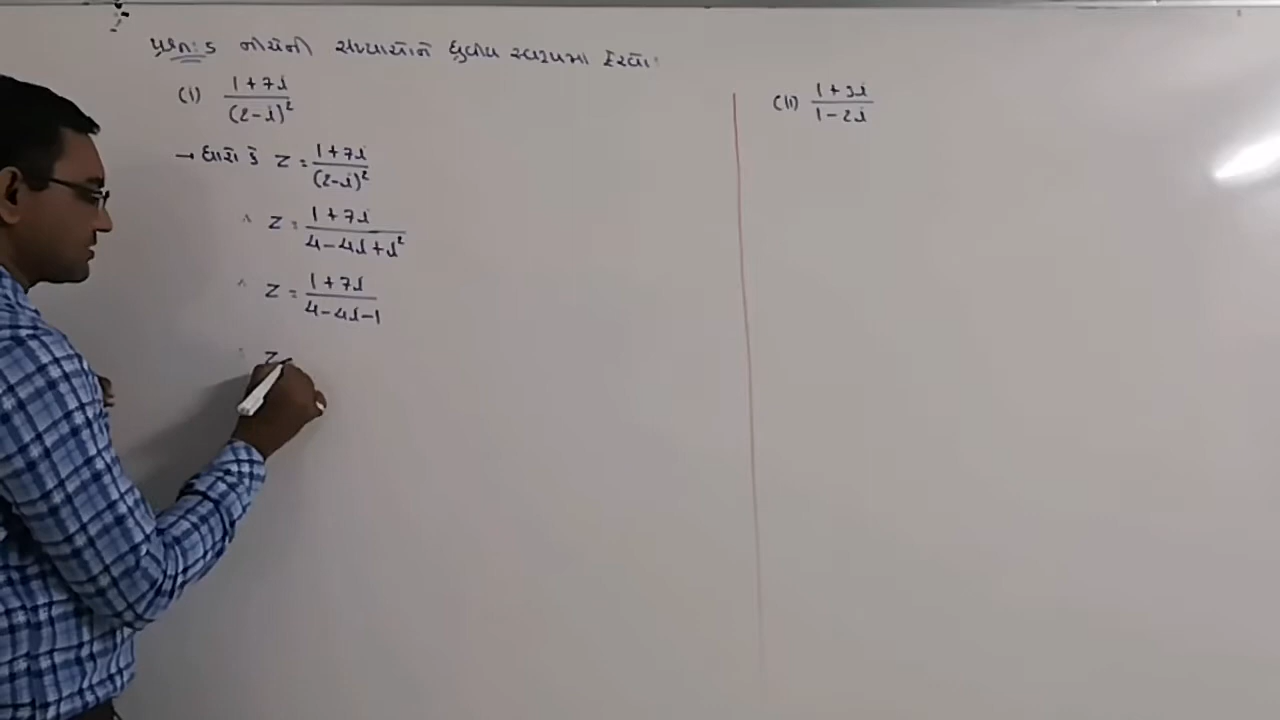 પ્રશ્ન:5 નીચેની સંખ્યાઓને ધ્રુવીય સ્વરૂપમાં ફેરવો:
(i) (1+7i)/(2-i)²
→ ધારો કે z = (1+7i)/(2-i)²
∴ z = (1+7i)/(4-4i+i²)
∴ z = (1+7i)/(4-4i-1)
∴ z
(ii) (1+3i)/(1-2i)